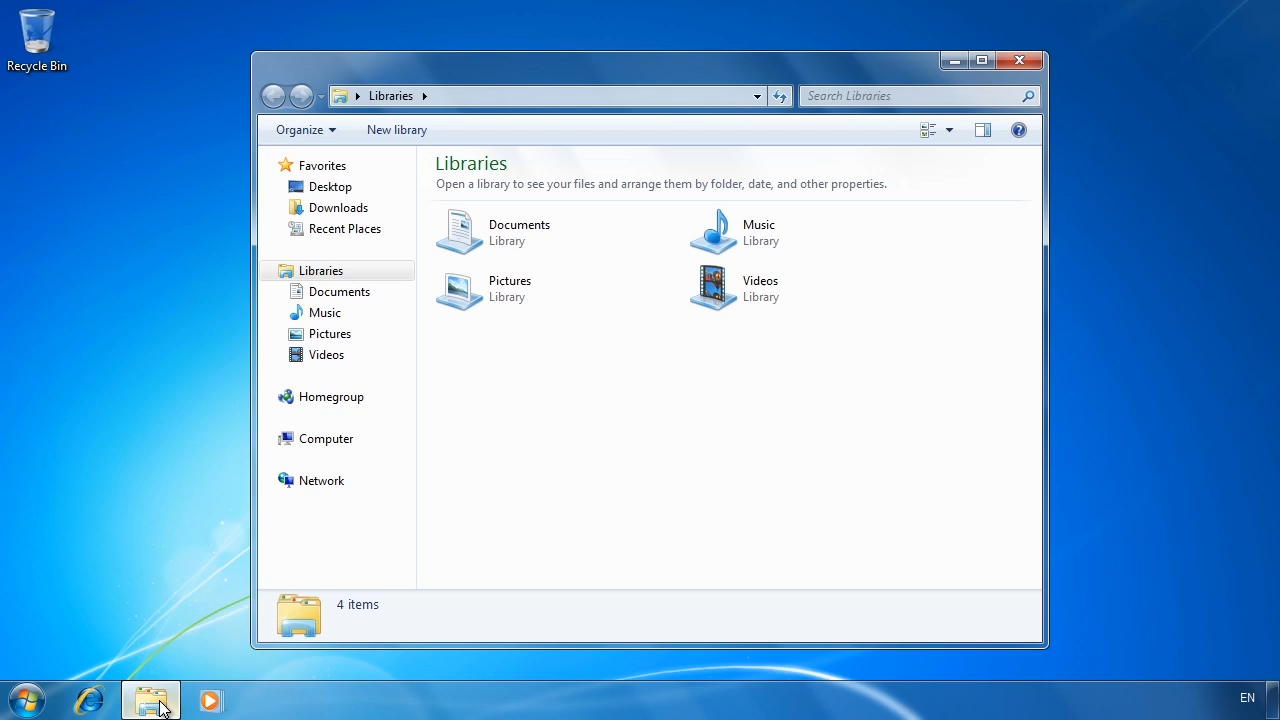 Recycle Bin
Libraries
Search Libraries
Organize
New library
Favorites
Desktop
Downloads
Recent Places
Libraries
Documents
Music
Pictures
Videos
Homegroup
Computer
Network
Libraries
Open a library to see your files and arrange them by folder, date, and other properties.
Documents
Library
Music
Library
Pictures
Library
Videos
Library
4 items
EN